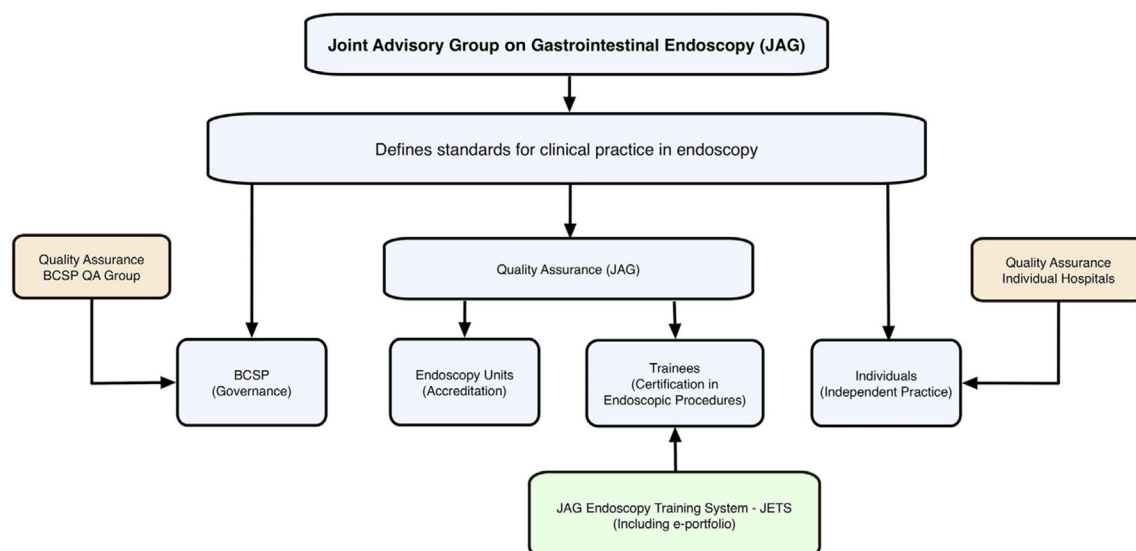 Joint Advisory Group on Gastrointestinal Endoscopy (JAG)
Defines standards for clinical practice in endoscopy
Quality Assurance
BCSP QA Group
Quality Assurance (JAG)
Quality Assurance
Individual Hospitals
BCSP
(Governance)
Endoscopy Units
(Accreditation)
Trainees
(Certification in
Endoscopic Procedures)
Individuals
(Independent Practice)
JAG Endoscopy Training System - JETS
(Including e-portfolio)